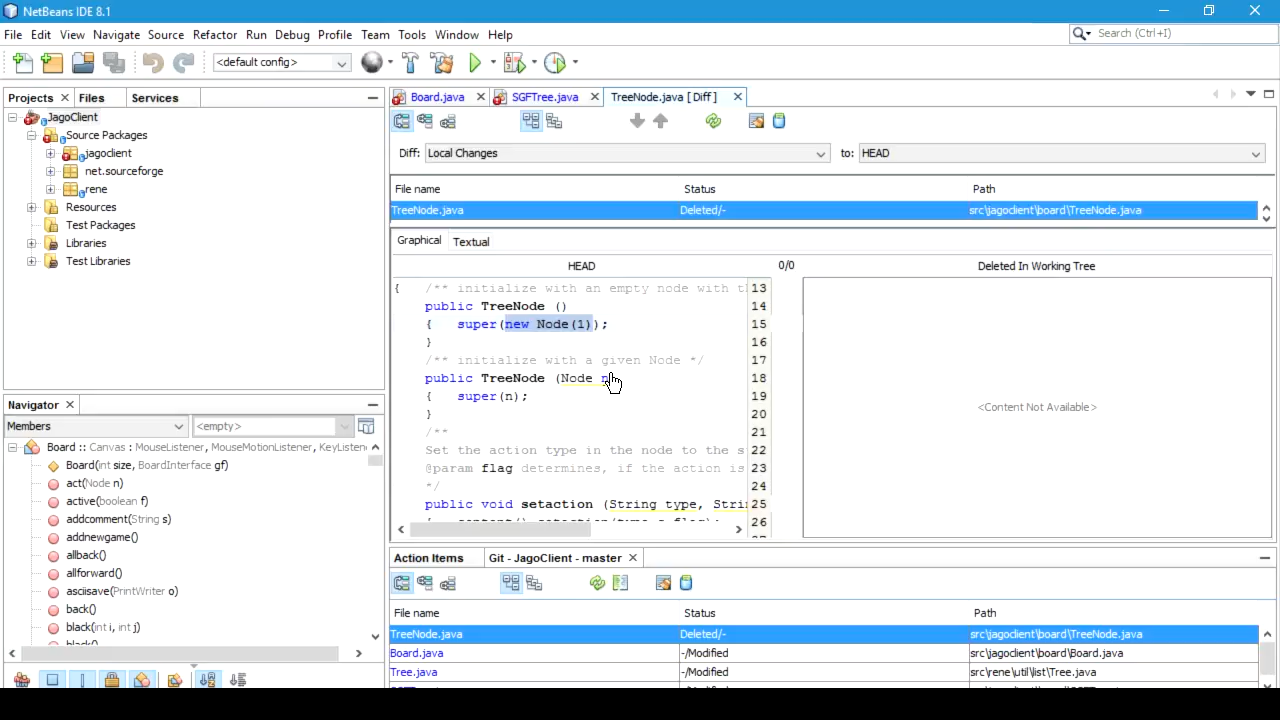 NetBeans IDE 8.1
File Edit View Navigate Source Refactor Run Debug Profile Team Tools Window Help
Search (Ctrl+I)
<default config>
Projects Files Services
JagoClient
Source Packages
jagoclient
net.sourceforge
rene
Resources
Test Packages
Libraries
Test Libraries
Navigator
Members <empty>
Board :: Canvas : MouseListener, MouseMotionListener, KeyListen
Board(int size, BoardInterface gf)
act(Node n)
active(boolean f)
addcomment(String s)
addnewgame()
allback()
allforward()
asciisave(PrintWriter o)
back()
black(int i, int j)
Board.java SGFTree.java TreeNode.java [ Diff ]
Diff: Local Changes to: HEAD
File name Status Path
TreeNode.java Deleted/- src\jagoclient\board\TreeNode.java
Graphical Textual
HEAD 0/0 Deleted In Working Tree
{ /** initialize with an empty node with th 13
public TreeNode () 14
{ super(new Node(1)); 15
} 16
/** initialize with a given Node */ 17
public TreeNode (Node n 18
{ super(n); 19
} 20
/** 21
Set the action type in the node to the s 22
@param flag determines, if the action is 23
*/ 24
public void setaction (String type, Strin 25
26
<Content Not Available>
Action Items Git - JagoClient - master
File name Status Path
TreeNode.java Deleted/- src\jagoclient\board\TreeNode.java
Board.java -/Modified src\jagoclient\board\Board.java
Tree.java -/Modified src\rene\util\list\Tree.java